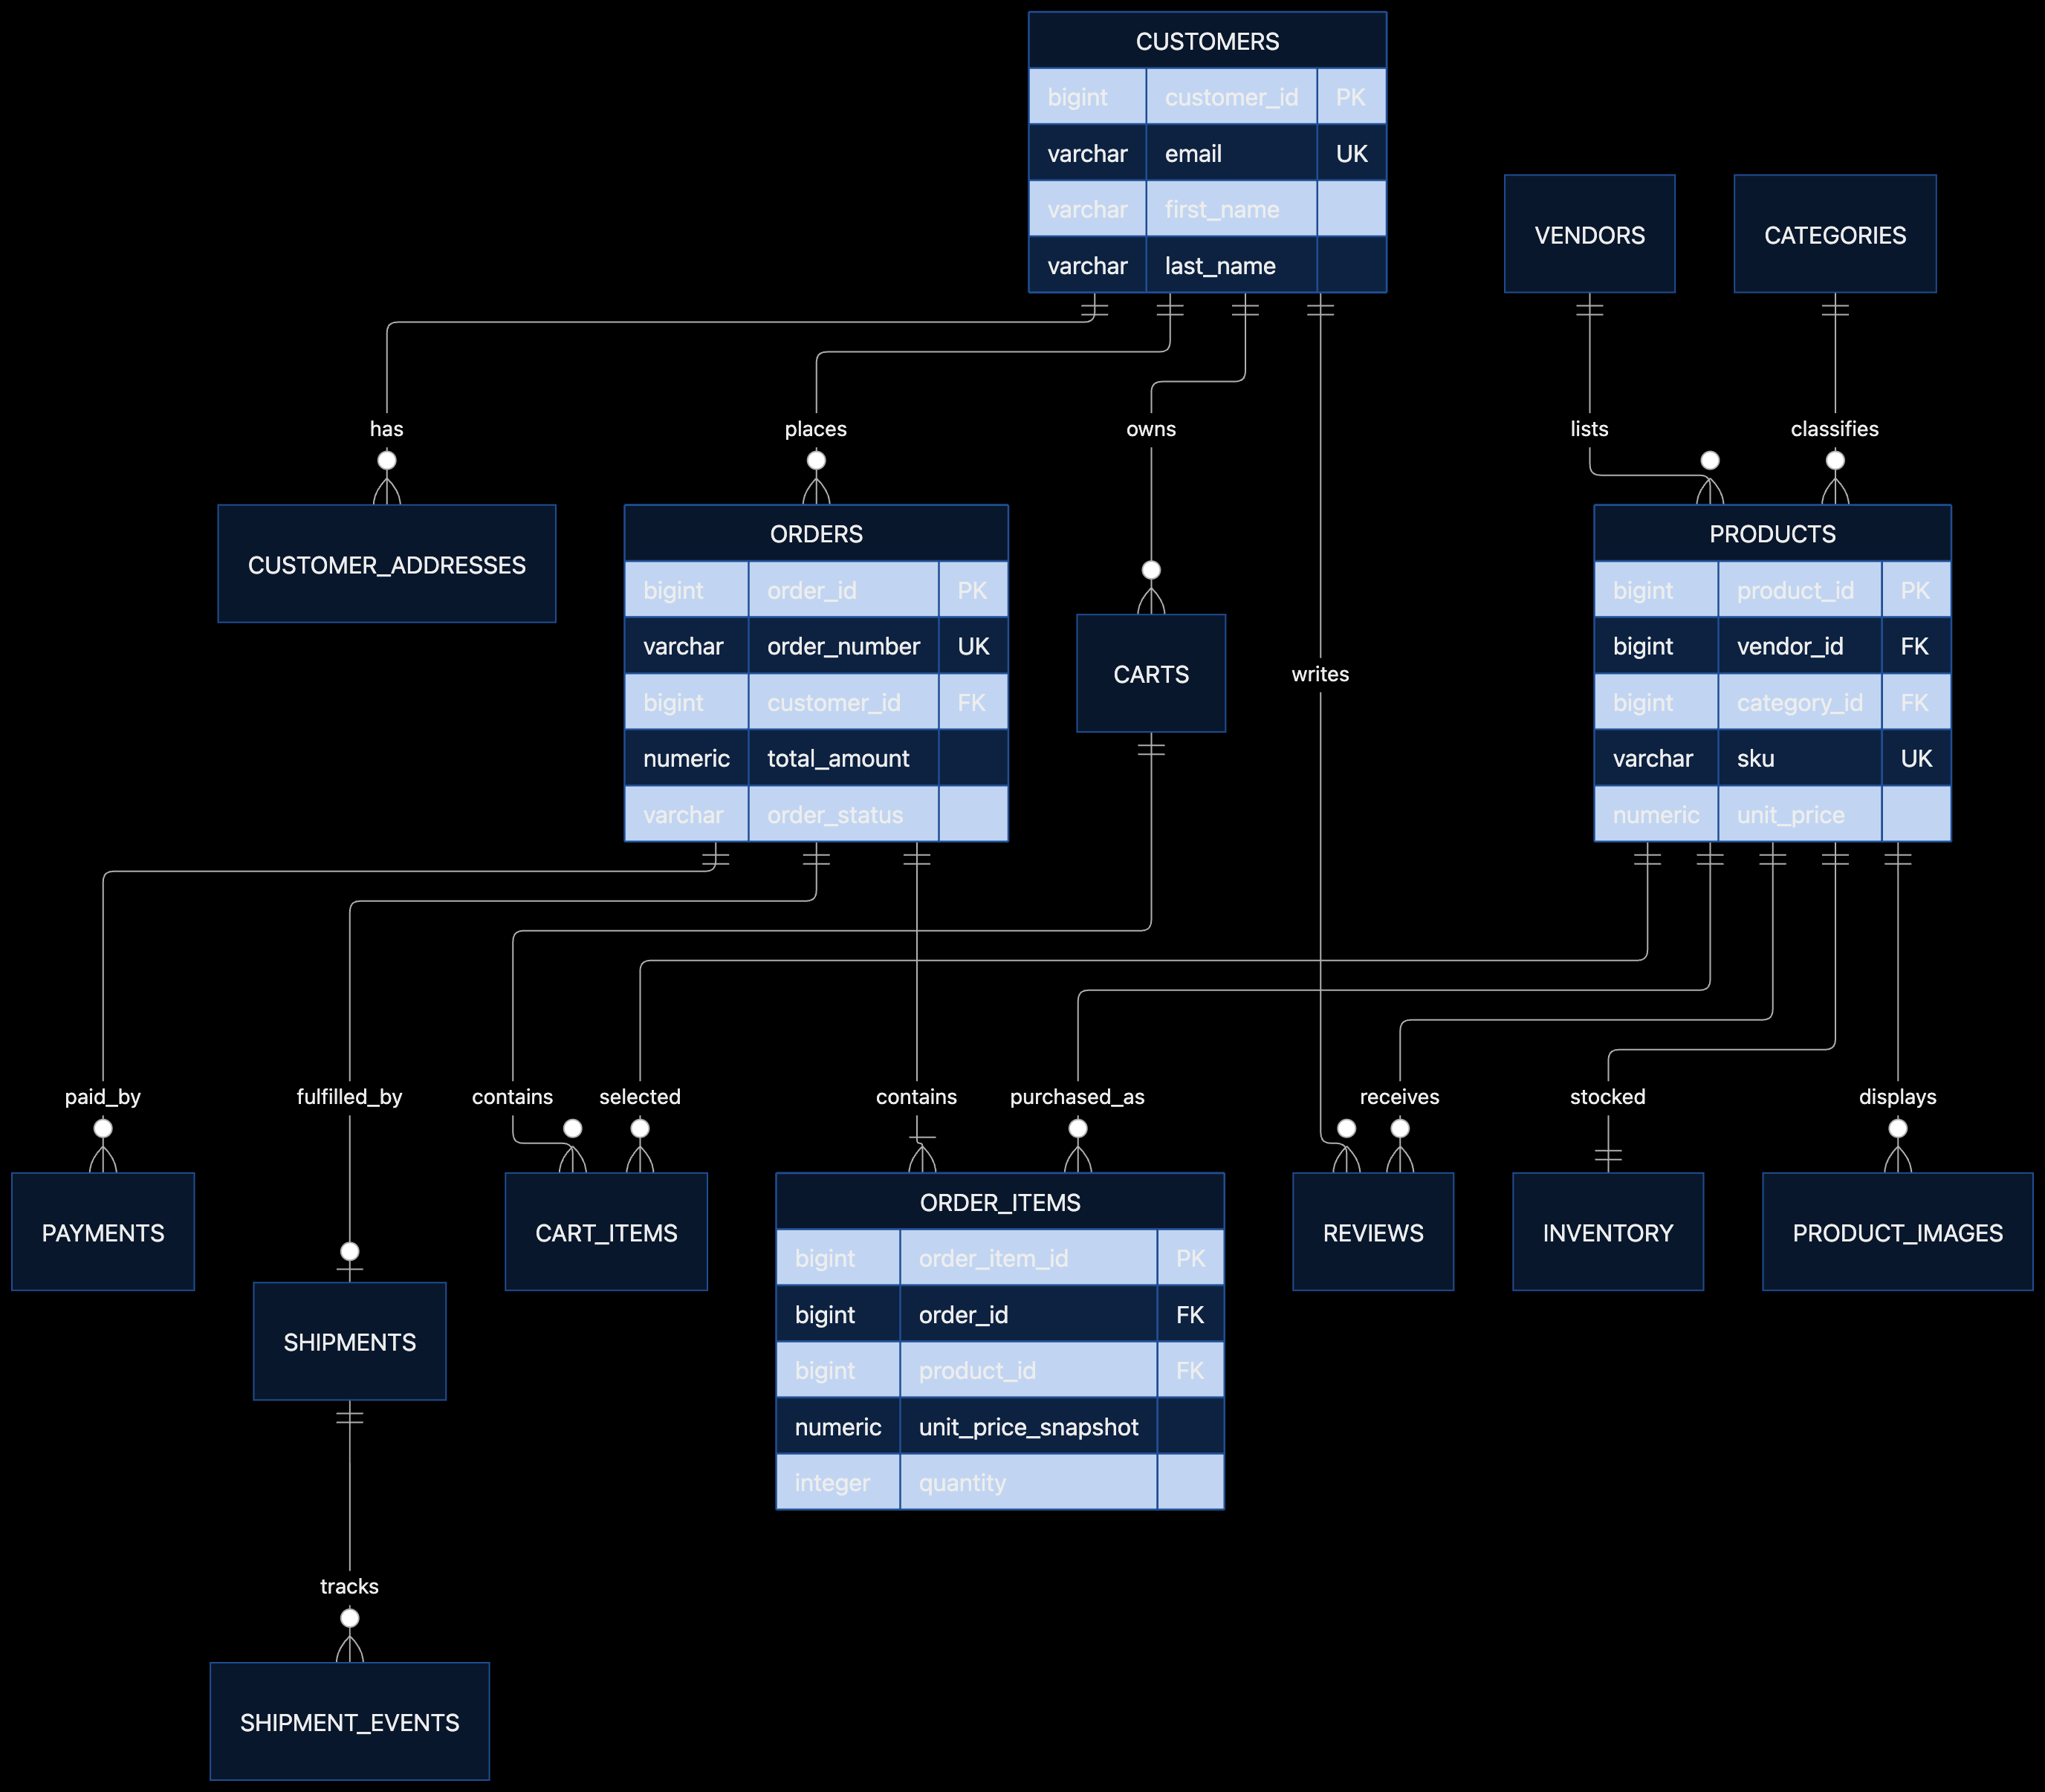 CUSTOMERS
bigint customer_id PK
varchar email UK
varchar first_name
varchar last_name
VENDORS
CATEGORIES
has
places
owns
lists
classifies
CUSTOMER_ADDRESSES
ORDERS
bigint order_id PK
varchar order_number UK
bigint customer_id FK
numeric total_amount
varchar order_status
CARTS
writes
PRODUCTS
bigint product_id PK
bigint vendor_id FK
bigint category_id FK
varchar sku UK
numeric unit_price
paid_by
fulfilled_by
contains
selected
contains
purchased_as
receives
stocked
displays
PAYMENTS
SHIPMENTS
CART_ITEMS
ORDER_ITEMS
bigint order_item_id PK
bigint order_id FK
bigint product_id FK
numeric unit_price_snapshot
integer quantity
REVIEWS
INVENTORY
PRODUCT_IMAGES
tracks
SHIPMENT_EVENTS